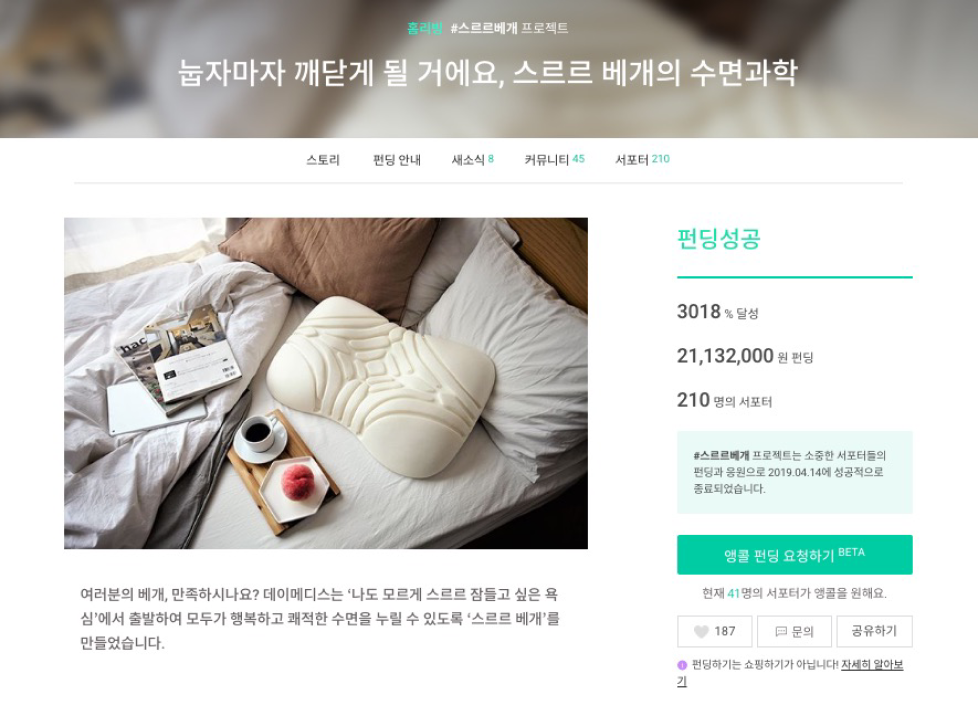 홈리빙 #스르르베개 프로젝트
눕자마자 깨닫게 될 거에요, 스르르 베개의 수면과학
스토리 펀딩 안내 새소식 8 커뮤니티 45 서포터 210
펀딩성공
3018 % 달성
21,132,000 원 펀딩
210 명의 서포터
#스르르베개 프로젝트는 소중한 서포터들의
펀딩과 응원으로 2019.04.14에 성공적으로
종료되었습니다.
앵콜 펀딩 요청하기 BETA
현재 41명의 서포터가 앵콜을 원해요.
187 문의 공유하기
펀딩하기는 쇼핑하기가 아닙니다! 자세히 알아보
기
여러분의 베개, 만족하시나요? 데이메디스는 ‘나도 모르게 스르르 잠들고 싶은 욕
심’에서 출발하여 모두가 행복하고 쾌적한 수면을 누릴 수 있도록 ‘스르르 베개’를
만들었습니다.